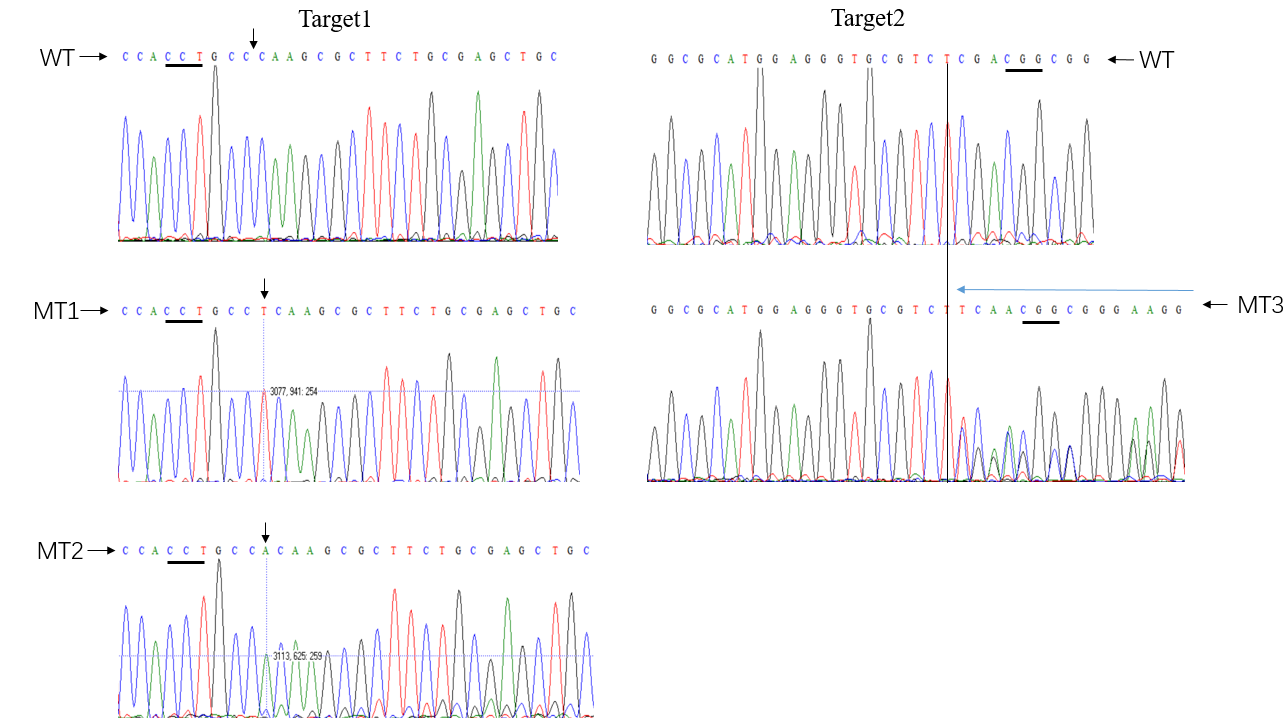 Target1
WT C C A C C T G C C C A A G C G C T T C T G C G A G C T G C
MT1 C C A C C T G C C T C A A G C G C T T C T G C G A G C T G C
3077, 941: 254
MT2 C C A C C T G C C A C A A G C G C T T C T G C G A G C T G C
3113, 625: 259
Target2
G G C G C A T G G A G G G T G C G T C T C G A C G G C G G WT
G G C G C A T G G A G G G T G C G T C T T C A A C G G C G G G A A G G MT3